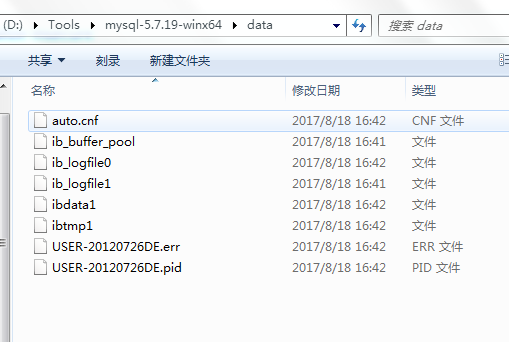 (D:) ▸ Tools ▸ mysql-5.7.19-winx64 ▸ data
搜索 data
共享 刻录 新建文件夹
名称 修改日期 类型
auto.cnf 2017/8/18 16:42 CNF 文件
ib_buffer_pool 2017/8/18 16:41 文件
ib_logfile0 2017/8/18 16:42 文件
ib_logfile1 2017/8/18 16:41 文件
ibdata1 2017/8/18 16:42 文件
ibtmp1 2017/8/18 16:42 文件
USER-20120726DE.err 2017/8/18 16:42 ERR 文件
USER-20120726DE.pid 2017/8/18 16:42 PID 文件